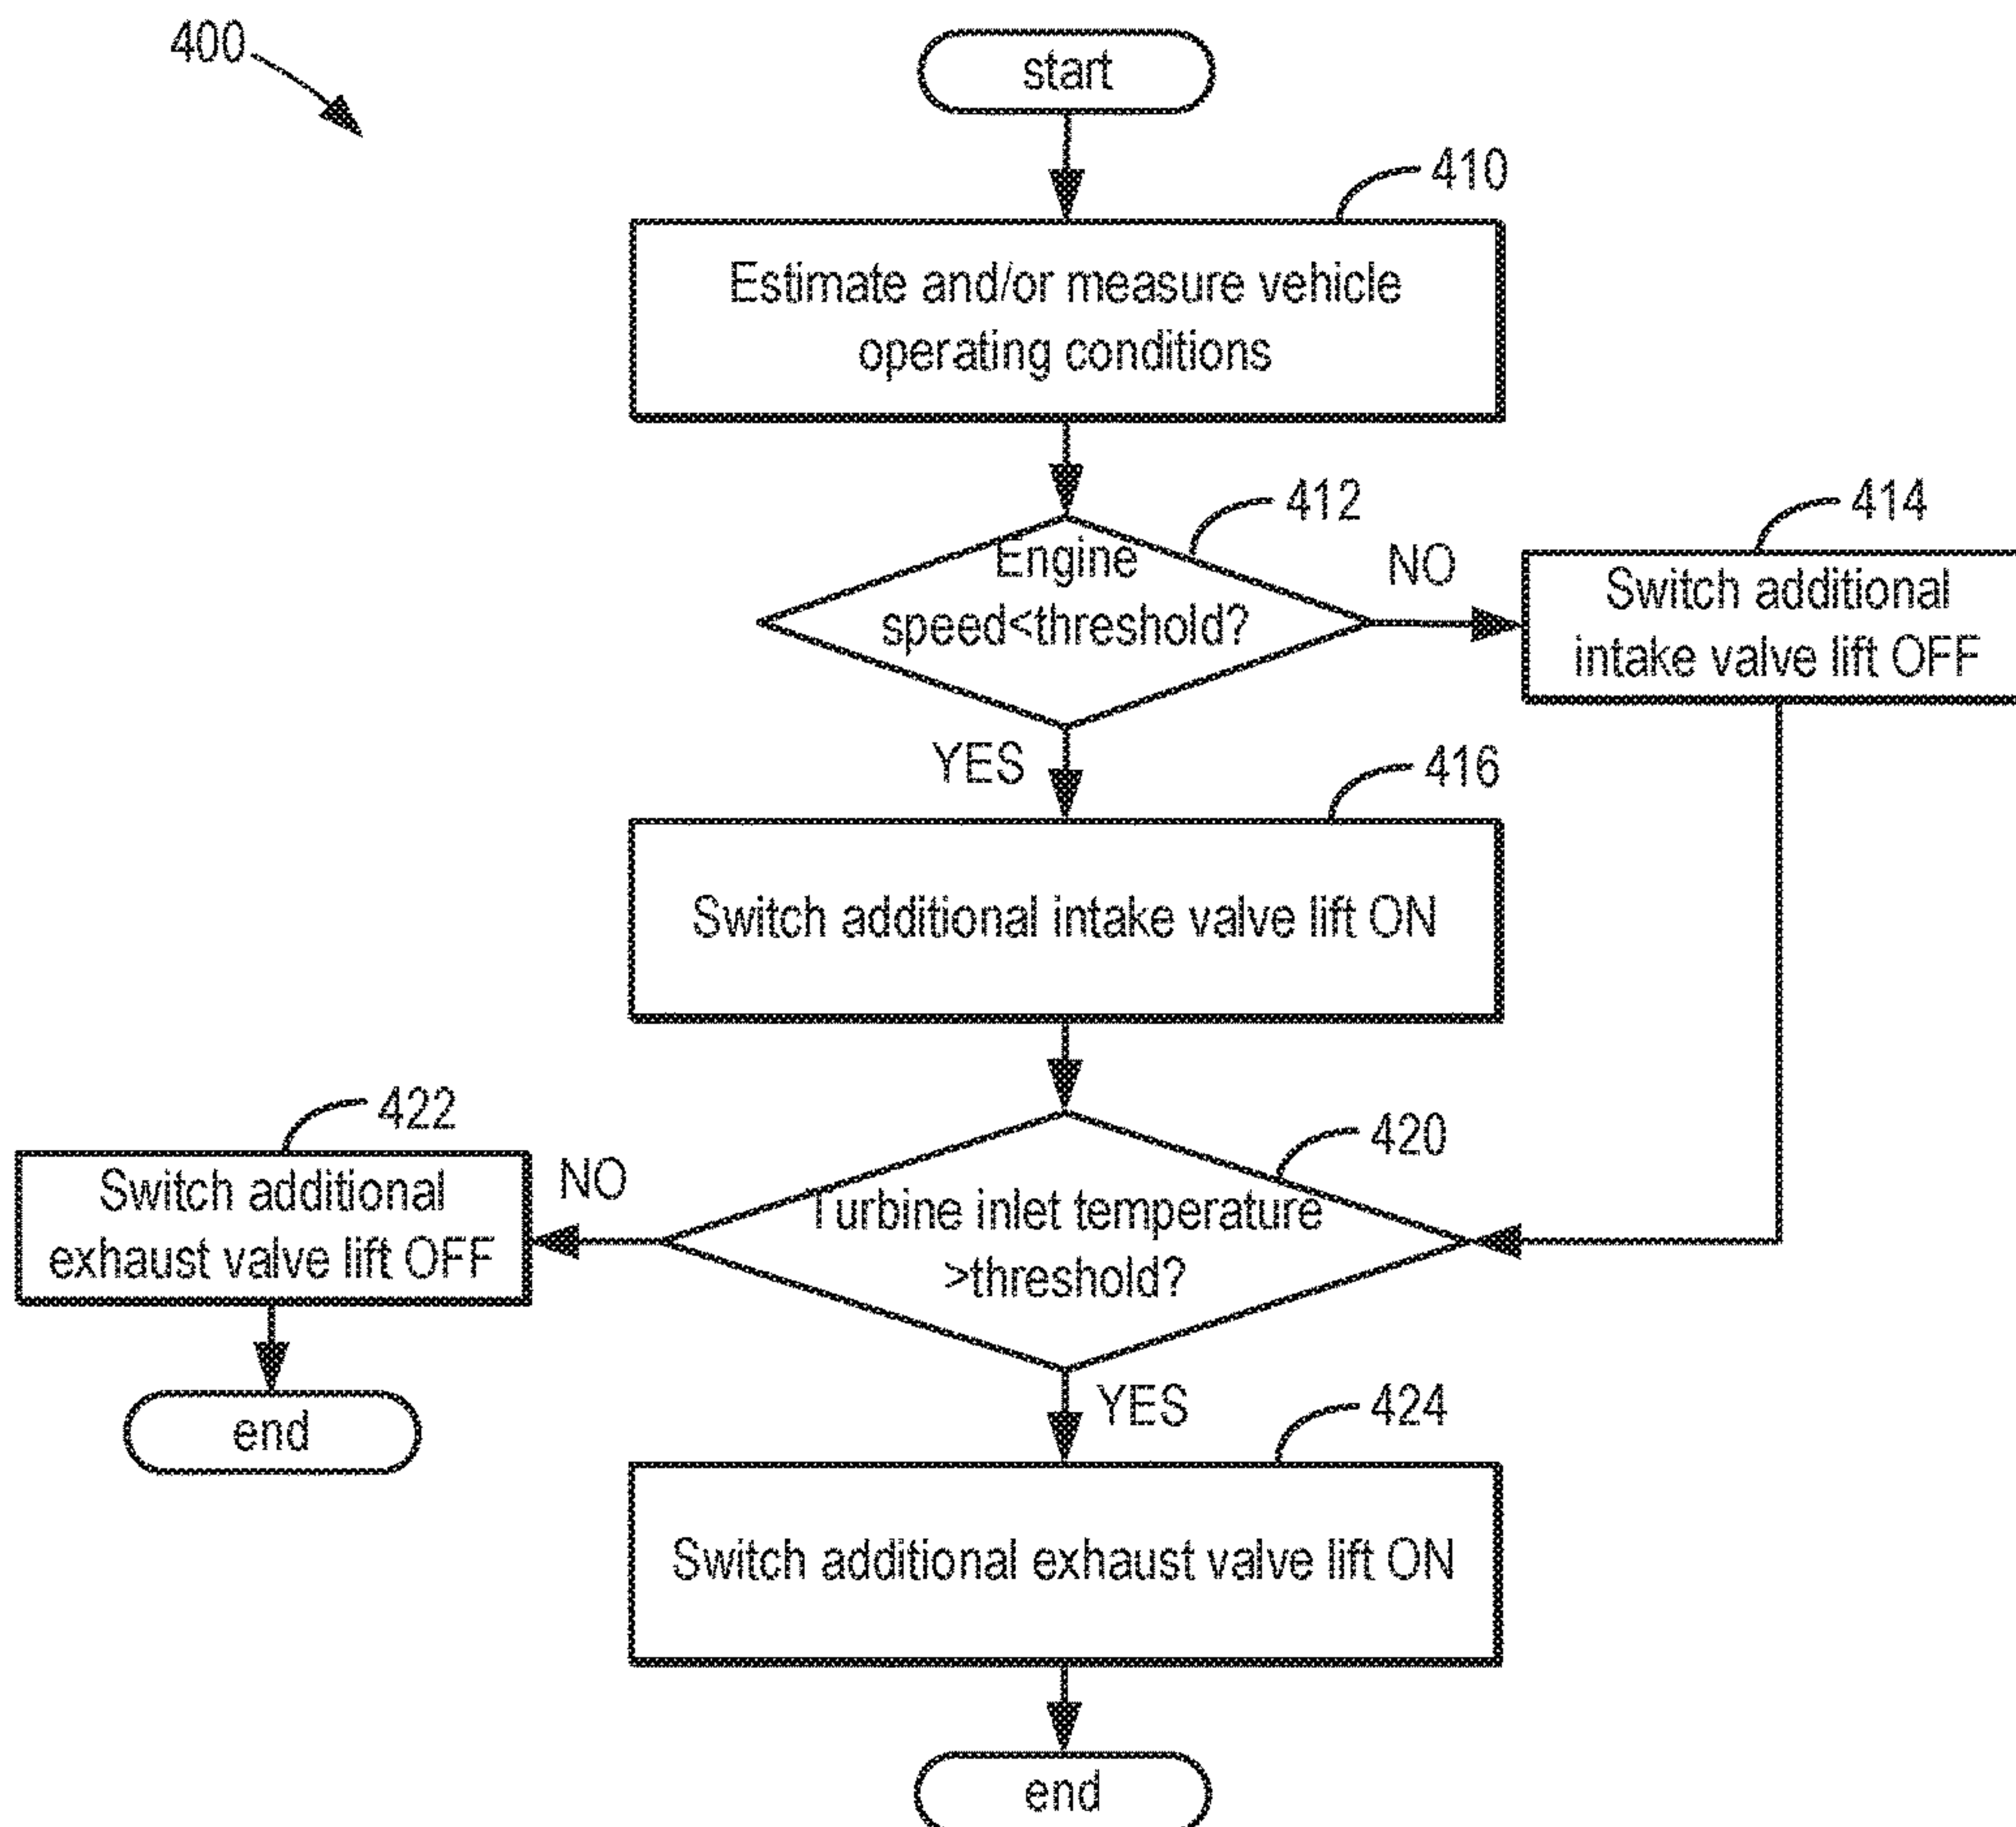 400
start
410
Estimate and/or measure vehicle
operating conditions
412
Engine
speed<threshold?
NO
414
Switch additional
intake valve lift OFF
YES
416
Switch additional intake valve lift ON
420
Turbine inlet temperature
>threshold?
NO
422
Switch additional
exhaust valve lift OFF
end
YES
424
Switch additional exhaust valve lift ON
end